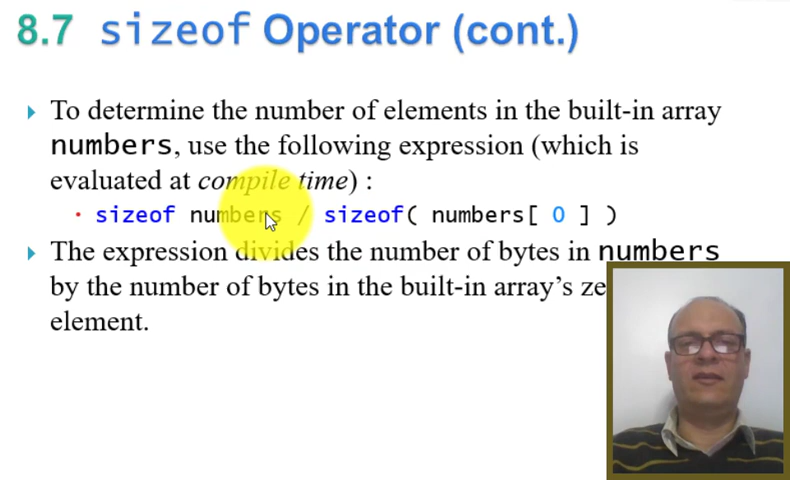 8.7 sizeof Operator (cont.)
To determine the number of elements in the built-in array
numbers, use the following expression (which is
evaluated at compile time) :
sizeof numbers / sizeof( numbers[ 0 ] )
The expression divides the number of bytes in numbers
by the number of bytes in the built-in array’s
element.